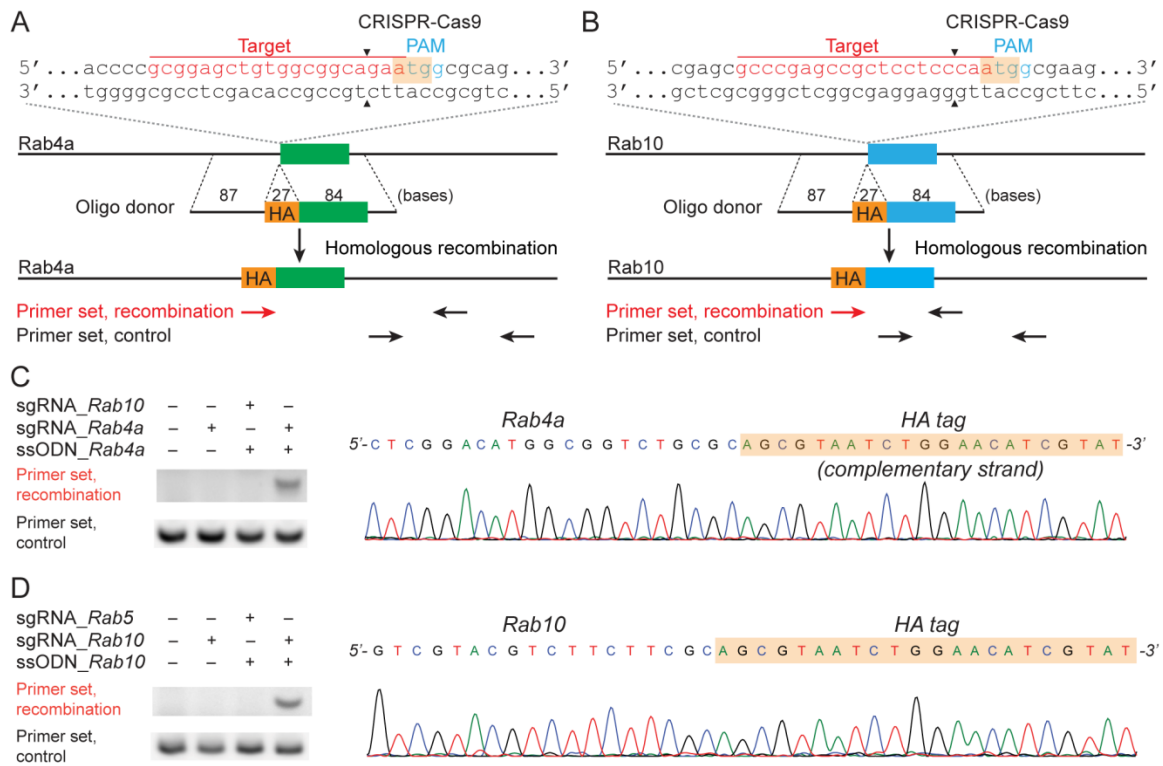 A
CRISPR-Cas9
Target PAM
5′ ...accccgcggagctgtggcggcagaatggcgcag...3′
3′ ...tggggcgcctcgacaccgccgtcttaccgcgtc...5′
Rab4a
87 27 84 (bases)
Oligo donor HA
Homologous recombination
Rab4a
HA
Primer set, recombination
Primer set, control
B
CRISPR-Cas9
Target PAM
5′ ...cgagcgcccgagccgctcctcccaatggcgaag...3′
3′ ...gctcgcgggctcggcgaggagggttaccgcttc...5′
Rab10
87 27 84 (bases)
Oligo donor HA
Homologous recombination
Rab10
HA
Primer set, recombination
Primer set, control
C
sgRNA_Rab10 – – + –
sgRNA_Rab4a – + – +
ssODN_Rab4a – – + +
Primer set,
recombination
Primer set,
control
Rab4a HA tag
5′- C T C G G A C A T G G C G G T C T G C G C A G C G T A A T C T G G A A C A T C G T A T -3′
(complementary strand)
D
sgRNA_Rab5 – – + –
sgRNA_Rab10 – + – +
ssODN_Rab10 – – + +
Primer set,
recombination
Primer set,
control
Rab10 HA tag
5′- G T C G T A C G T C T T C T T C G C A G C G T A A T C T G G A A C A T C G T A T -3′